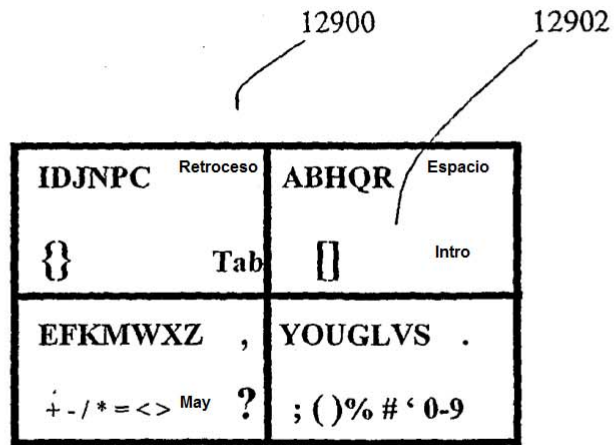 12900 12902
IDJNPC Retroceso ABHQR Espacio
{} Tab [] Intro
EFKMWXZ , YOUGLVS .
+ - / * = < > May ? ; ( )% # ‘ 0-9